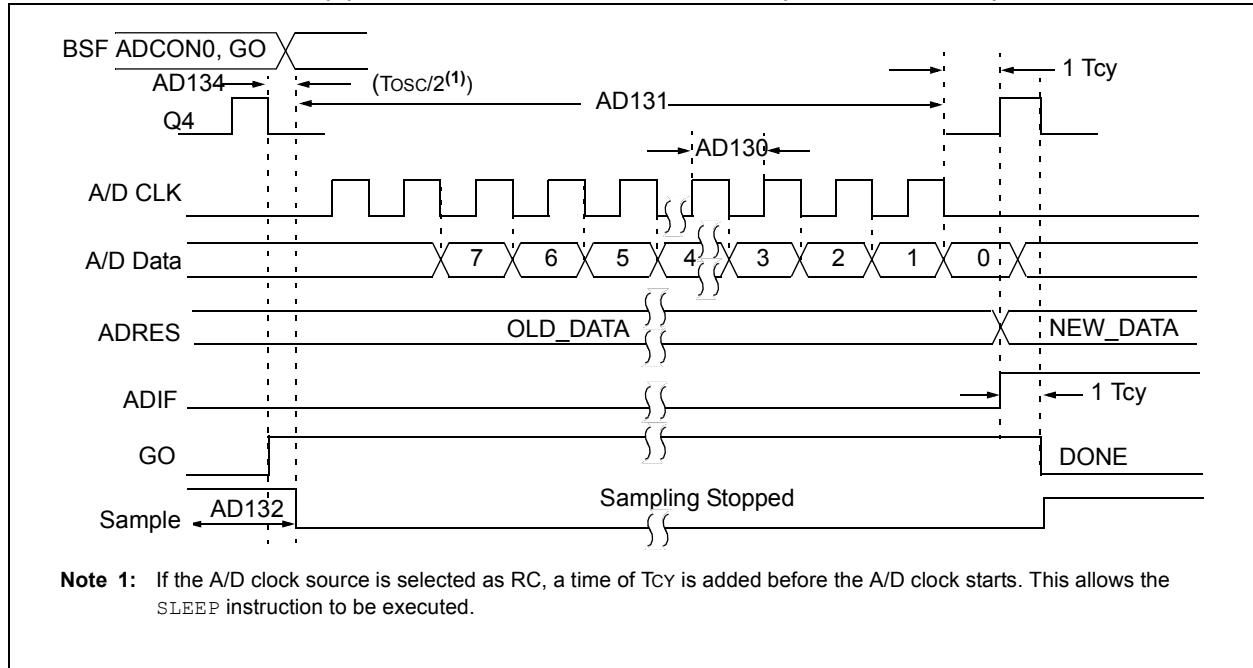 BSF ADCON0, GO
AD134 (TOSC/2(1)) 1 Tcy
AD131
Q4
AD130
A/D CLK
A/D Data 7 6 5 4 3 2 1 0
ADRES OLD_DATA NEW_DATA
ADIF 1 Tcy
GO DONE
Sample AD132 Sampling Stopped
Note 1: If the A/D clock source is selected as RC, a time of TCY is added before the A/D clock starts. This allows the
SLEEP instruction to be executed.